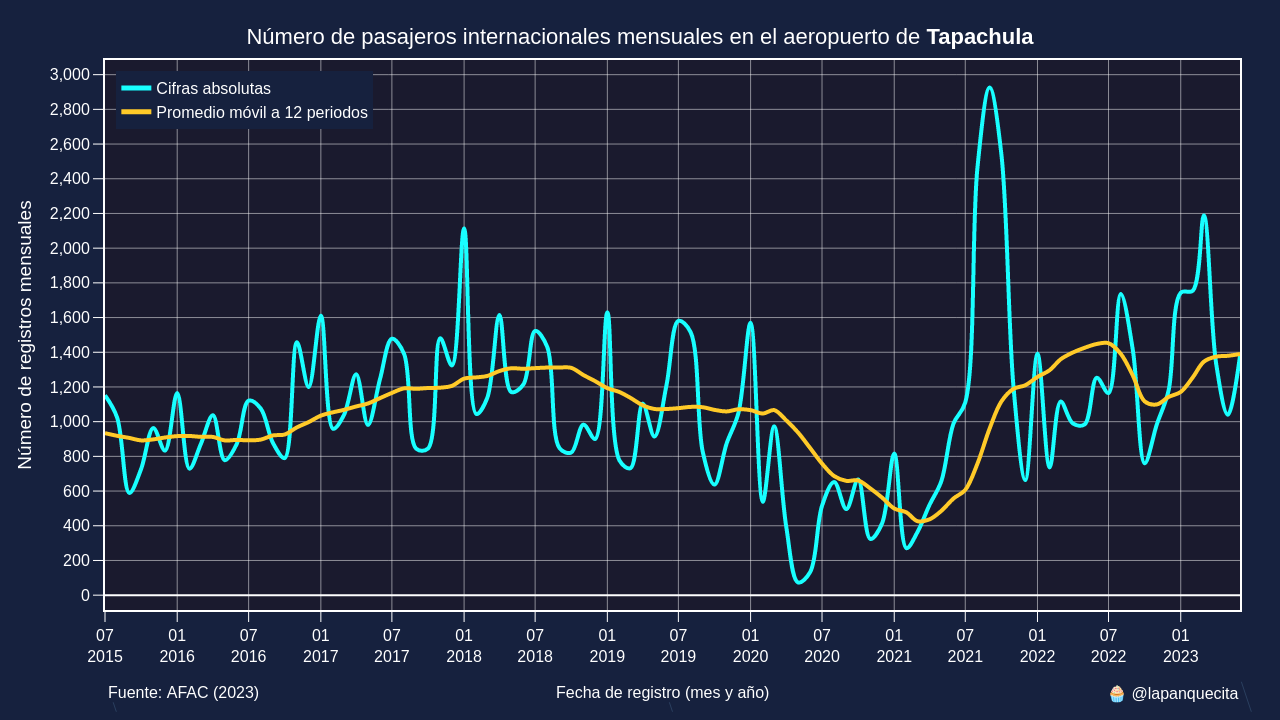 Número de pasajeros internacionales mensuales en el aeropuerto de Tapachula
Cifras absolutas
Promedio móvil a 12 periodos
Número de registros mensuales
3,000
2,800
2,600
2,400
2,200
2,000
1,800
1,600
1,400
1,200
1,000
800
600
400
200
0
07 01 07 01 07 01 07 01 07 01 07 01 07 01 07 01
2015 2016 2016 2017 2017 2018 2018 2019 2019 2020 2020 2021 2021 2022 2022 2023
Fuente: AFAC (2023)
Fecha de registro (mes y año)
🧁 @lapanquecita